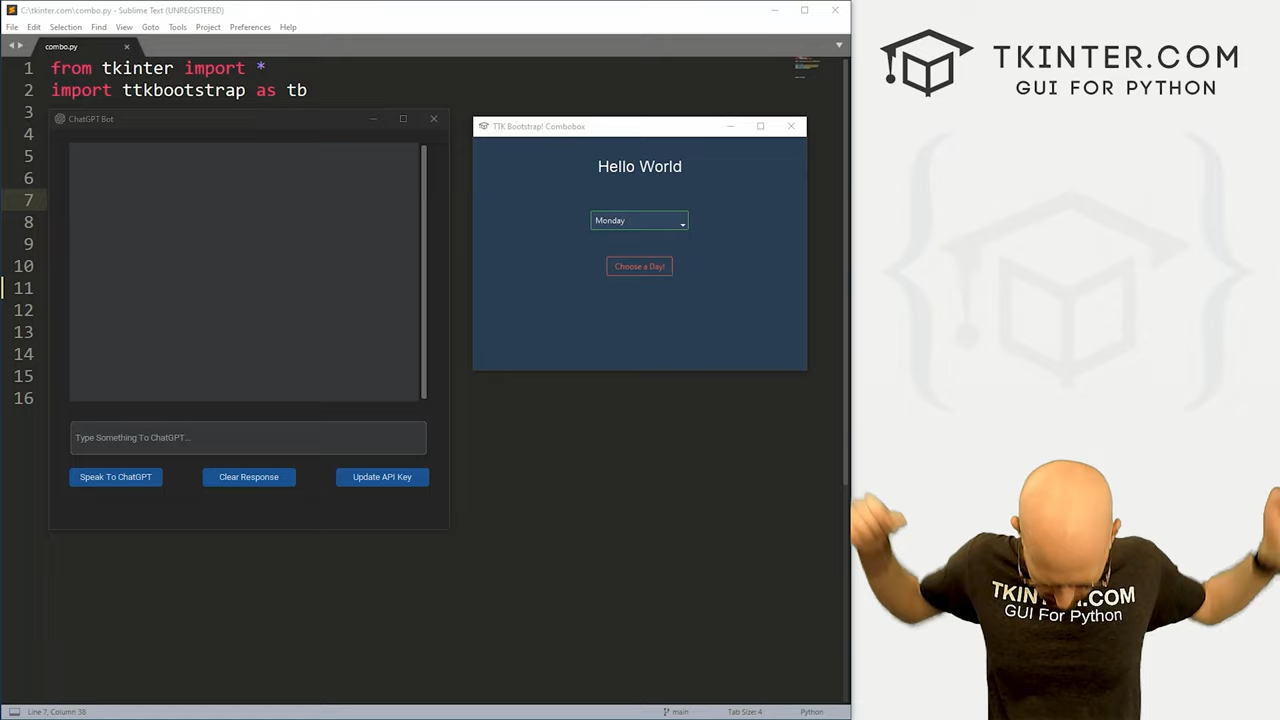 C:\tkinter.com\combo.py - Sublime Text (UNREGISTERED)
File Edit Selection Find View Goto Tools Project Preferences Help
combo.py
1 from tkinter import *
2 import ttkbootstrap as tb
3
4
5
6
7
8
9
10
11
12
13
14
15
16
ChatGPT Bot
Type Something To ChatGPT...
Speak To ChatGPT
Clear Response
Update API Key
TTK Bootstrap! Combobox
Hello World
Monday
Choose a Day!
Line 7, Column 38
main
Tab Size: 4
Python
TKINTER.COM
GUI FOR PYTHON
TKINTER.COM
GUI For Python